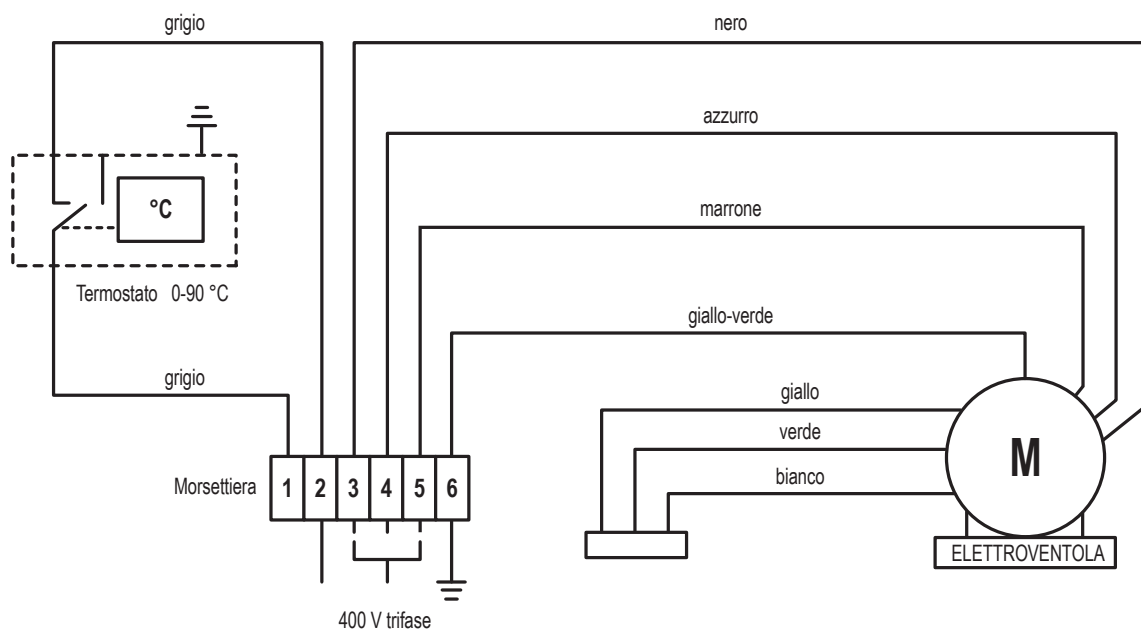 grigio
nero
azzurro
°C
marrone
Termostato 0-90 °C
giallo-verde
grigio
giallo
verde
M
bianco
Morsettiera
1 2 3 4 5 6
ELETTROVENTOLA
400 V trifase